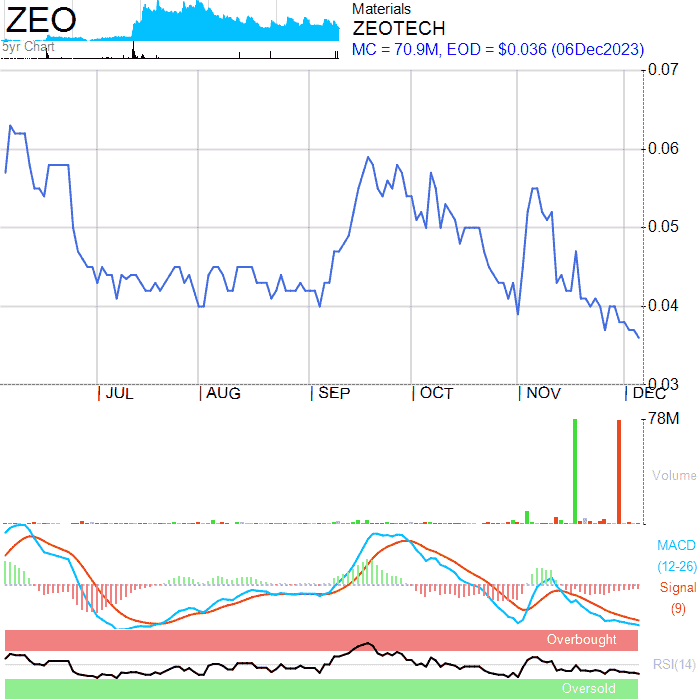 ZEO
5yr Chart
Materials
ZEOTECH
MC = 70.9M, EOD = $0.036 (06Dec2023)
0.07
0.06
0.05
0.04
0.03
JUL
AUG
SEP
OCT
NOV
DEC
78M
Volume
MACD
(12-26)
Signal
(9)
Overbought
RSI(14)
Oversold